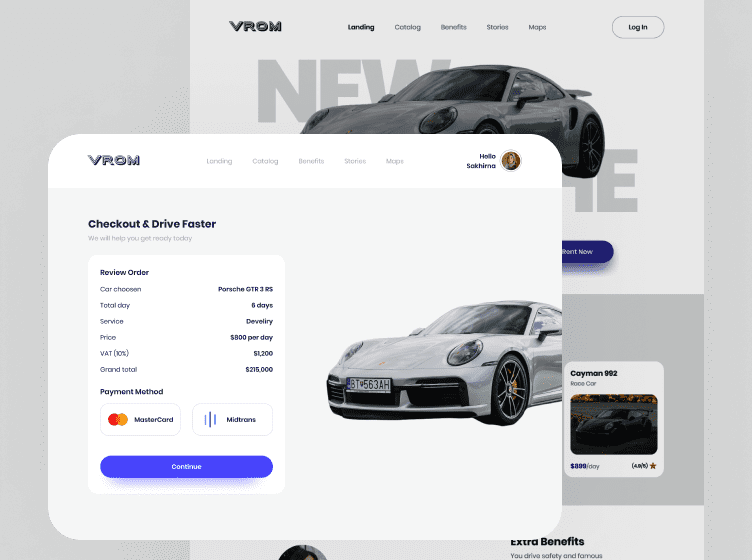 VROM
Landing Catalog Benefits Stories Maps
Log In
NEW
HE
Rent Now
VROM
Landing Catalog Benefits Stories Maps
Hello
Sakhirna
Checkout & Drive Faster
We will help you get ready today
Review Order
Car choosen Porsche GTR 3 RS
Total day 6 days
Service Develiry
Price $800 per day
VAT (10%) $1,200
Grand total $215,000
Payment Method
MasterCard Midtrans
Continue
BT·563AH
Cayman 992
Race Car
$899/day (4.9/5)
Extra Benefits
You drive safety and famous